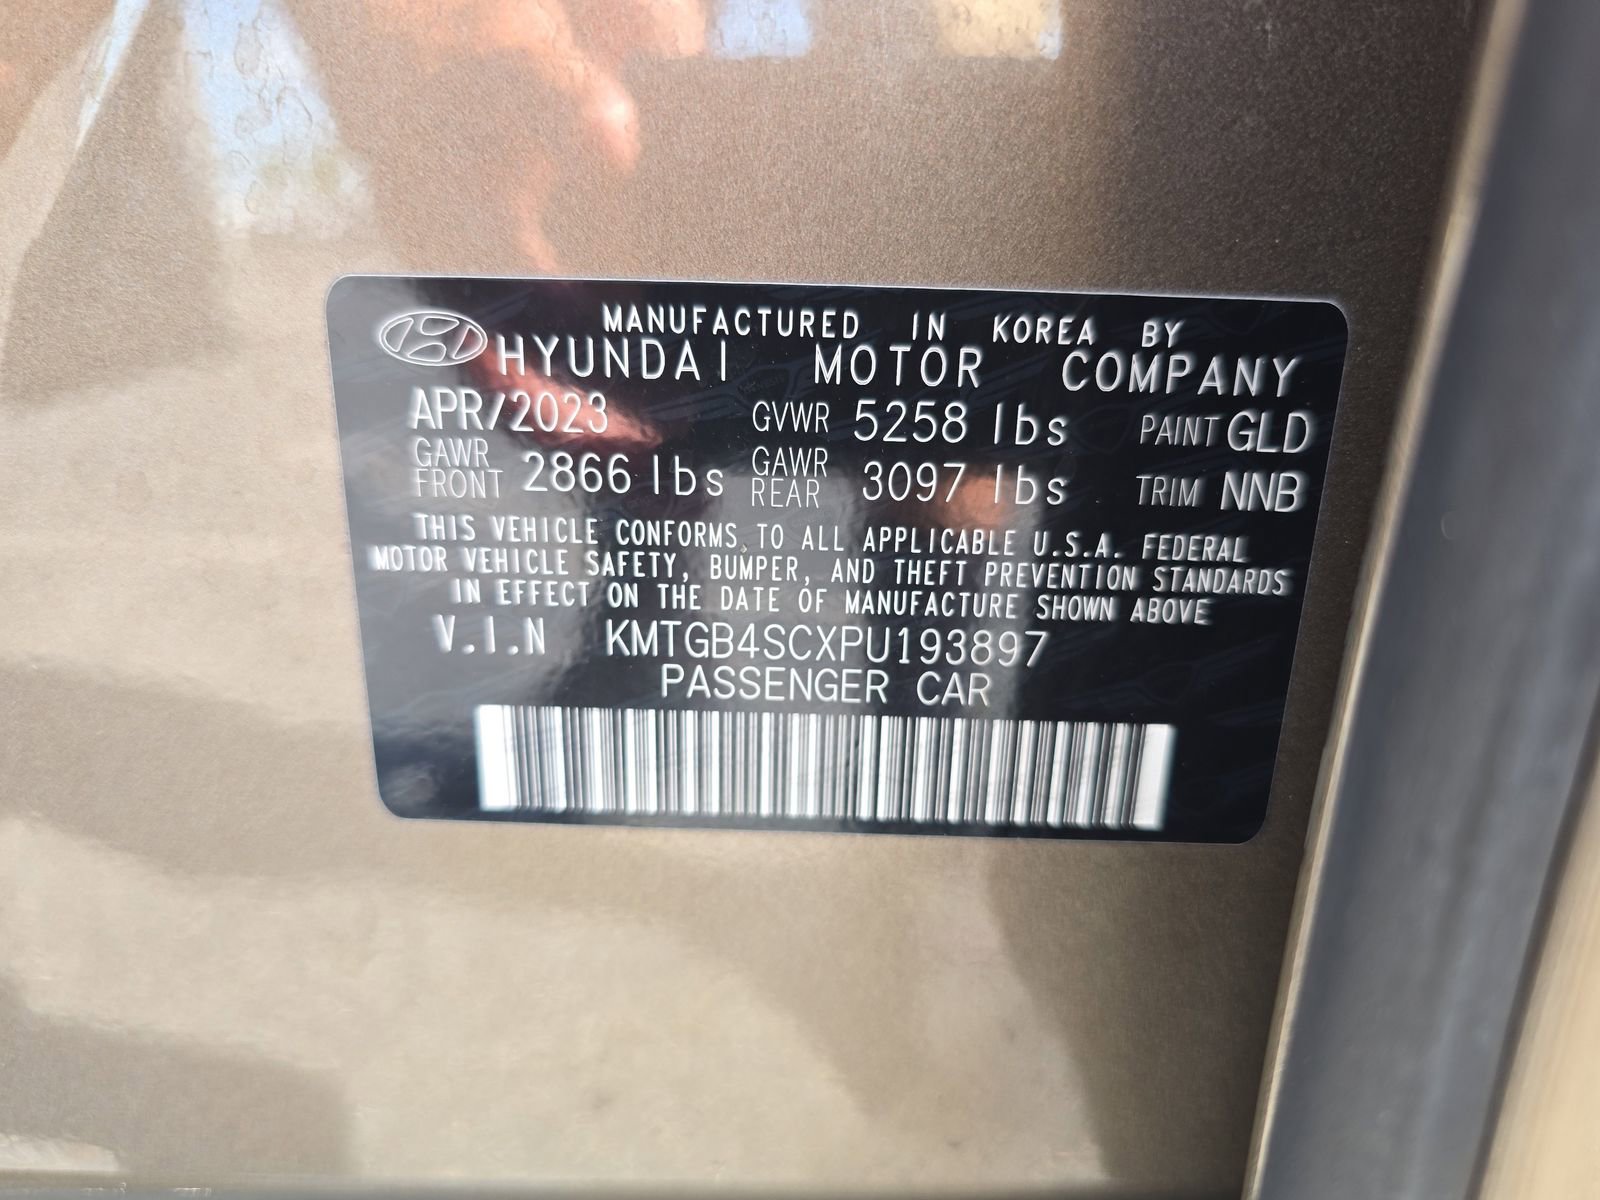 MANUFACTURED IN KOREA BY
HYUNDAI MOTOR COMPANY
APR/2023 GVWR 5258 lbs PAINT GLD
GAWR FRONT 2866 lbs GAWR REAR 3097 lbs TRIM NNB
THIS VEHICLE CONFORMS TO ALL APPLICABLE U.S.A. FEDERAL
MOTOR VEHICLE SAFETY, BUMPER, AND THEFT PREVENTION STANDARDS
IN EFFECT ON THE DATE OF MANUFACTURE SHOWN ABOVE
V.I.N KMTGB4SCXPU193897
PASSENGER CAR